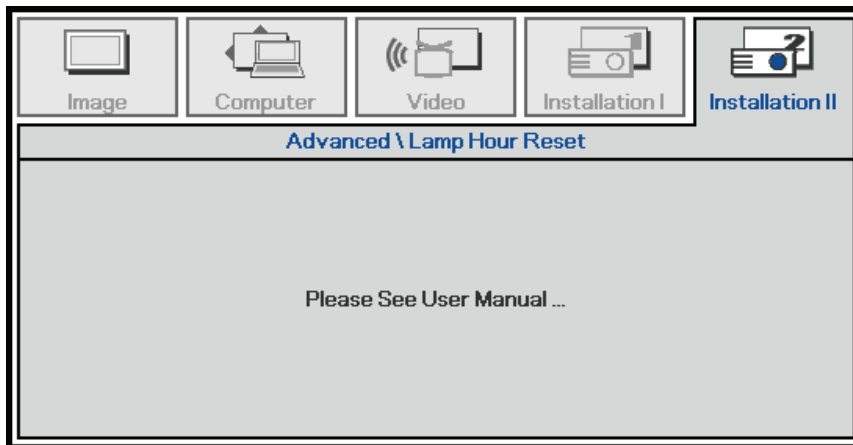 Image
Computer
Video
Installation I
Installation II
Advanced \ Lamp Hour Reset
Please See User Manual ...